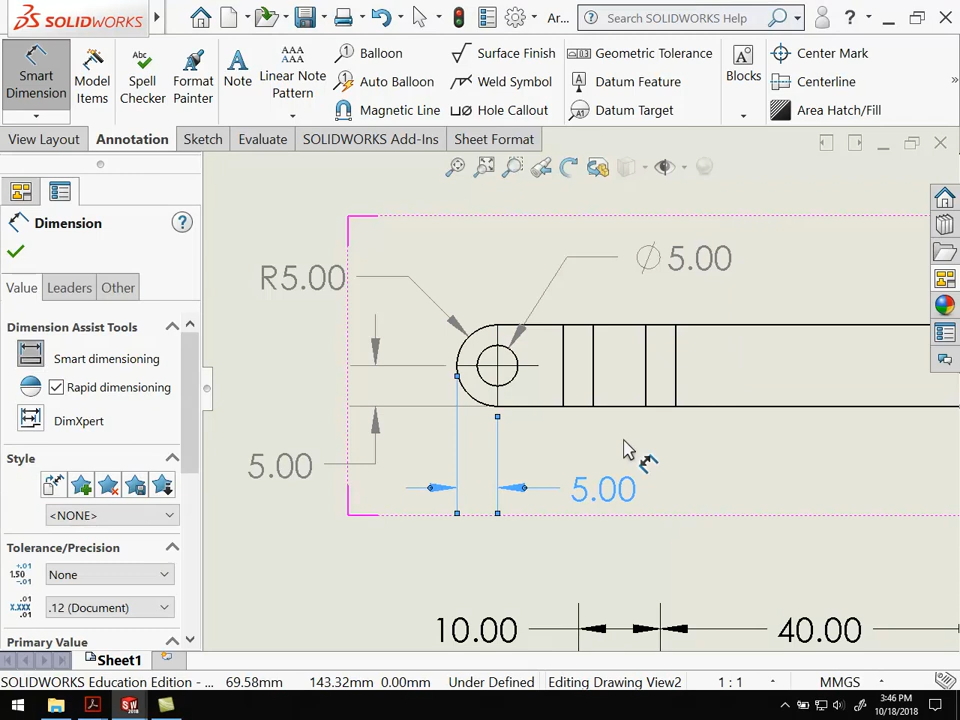 SOLIDWORKS
Ar...
Search SOLIDWORKS Help
Smart Dimension
Model Items
Spell Checker
Format Painter
Note
Linear Note Pattern
Balloon
Auto Balloon
Magnetic Line
Surface Finish
Weld Symbol
Hole Callout
Geometric Tolerance
Datum Feature
Datum Target
Blocks
Center Mark
Centerline
Area Hatch/Fill
View Layout
Annotation
Sketch
Evaluate
SOLIDWORKS Add-Ins
Sheet Format
Dimension
Value
Leaders
Other
Dimension Assist Tools
Smart dimensioning
Rapid dimensioning
DimXpert
Style
<NONE>
Tolerance/Precision
None
.12 (Document)
Primary Value
R5.00
∅ 5.00
5.00
5.00
10.00
40.00
Sheet1
SOLIDWORKS Education Edition - ...
69.58mm
143.32mm
0.00mm
Under Defined
Editing Drawing View2
1 : 1
MMGS
3:46 PM
10/18/2018